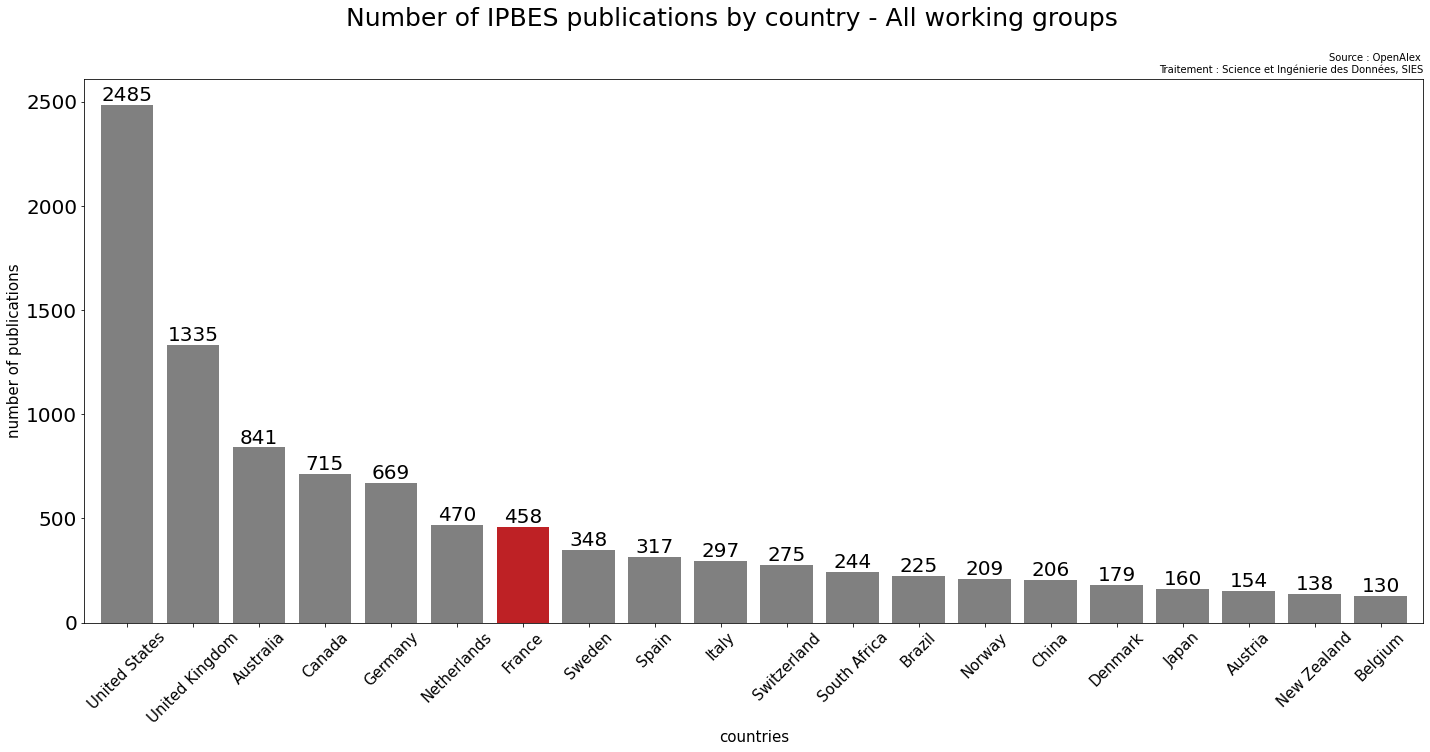 Number of IPBES publications by country - All working groups
Source : OpenAlex
Traitement : Science et Ingénierie des Données, SIES
number of publications
2500
2000
1500
1000
500
0
2485
1335
841
715
669
470
458
348
317
297
275
244
225
209
206
179
160
154
138
130
United States
United Kingdom
Australia
Canada
Germany
Netherlands
France
Sweden
Spain
Italy
Switzerland
South Africa
Brazil
Norway
China
Denmark
Japan
Austria
New Zealand
Belgium
countries